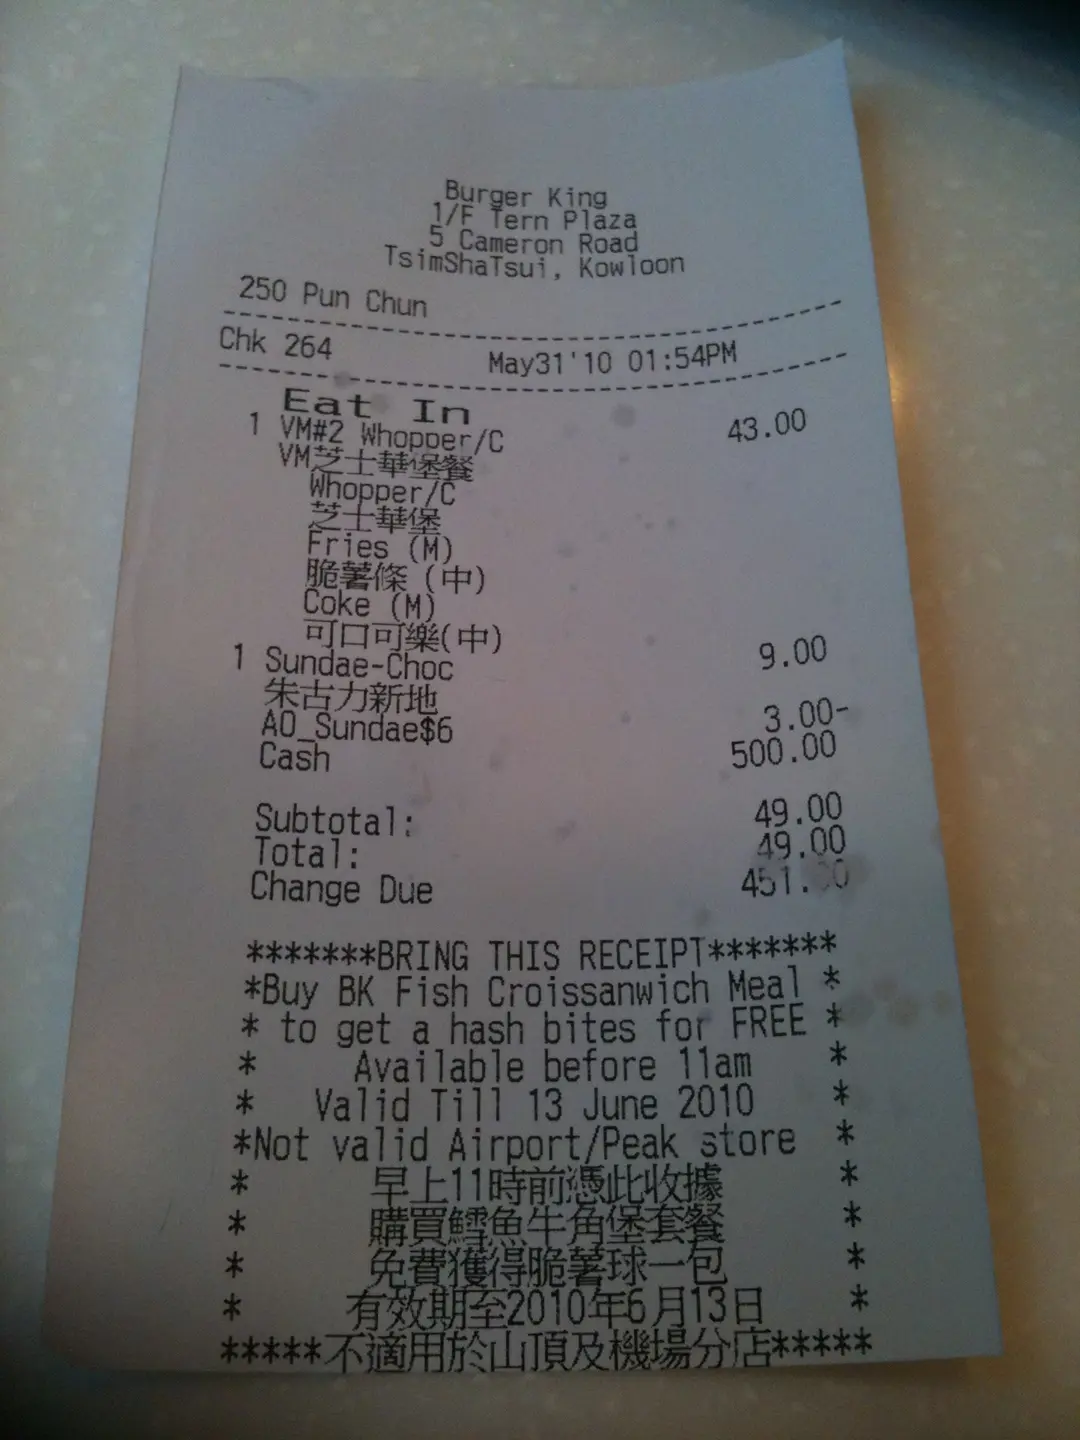 Burger King
1/F Tern Plaza
5 Cameron Road
TsimShaTsui, Kowloon
250 Pun Chun
Chk 264 May31'10 01:54PM
Eat In
1 VM#2 Whopper/C 43.00
VM芝士華堡餐
Whopper/C
芝士華堡
Fries (M)
脆薯條 (中)
Coke (M)
可口可樂(中)
1 Sundae-Choc 9.00
朱古力新地
AO_Sundae$6 3.00-
Cash 500.00
Subtotal: 49.00
Total: 49.00
Change Due 451.00
*******BRING THIS RECEIPT*******
*Buy BK Fish Croissanwich Meal *
* to get a hash bites for FREE *
* Available before 11am *
* Valid Till 13 June 2010 *
*Not valid Airport/Peak store *
* 早上11時前憑此收據 *
* 購買鱈魚牛角堡套餐 *
* 免費獲得脆薯球一包 *
* 有效期至2010年6月13日 *
*****不適用於山頂及機場分店*****